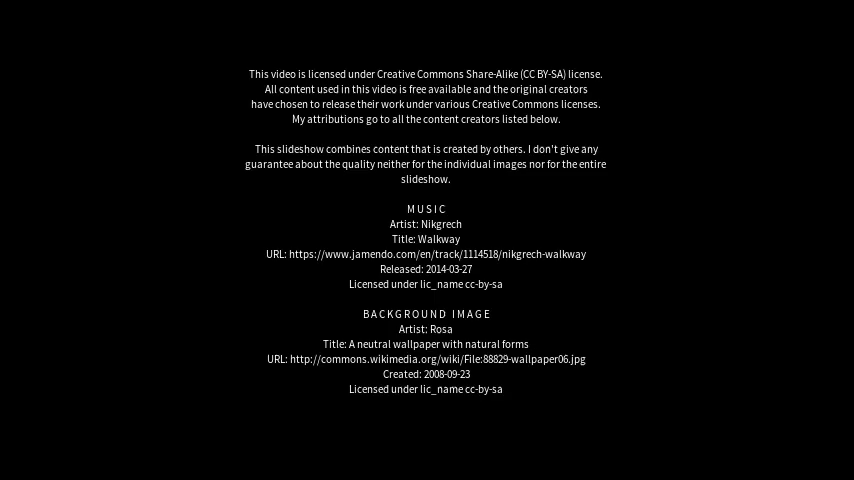 This video is licensed under Creative Commons Share-Alike (CC BY-SA) license.
All content used in this video is free available and the original creators
have chosen to release their work under various Creative Commons licenses.
My attributions go to all the content creators listed below.
This slideshow combines content that is created by others. I don't give any
guarantee about the quality neither for the individual images nor for the entire
slideshow.
MUSIC
Artist: Nikgrech
Title: Walkway
URL: https://www.jamendo.com/en/track/1114518/nikgrech-walkway
Released: 2014-03-27
Licensed under lic_name cc-by-sa
BACKGROUND IMAGE
Artist: Rosa
Title: A neutral wallpaper with natural forms
URL: http://commons.wikimedia.org/wiki/File:88829-wallpaper06.jpg
Created: 2008-09-23
Licensed under lic_name cc-by-sa